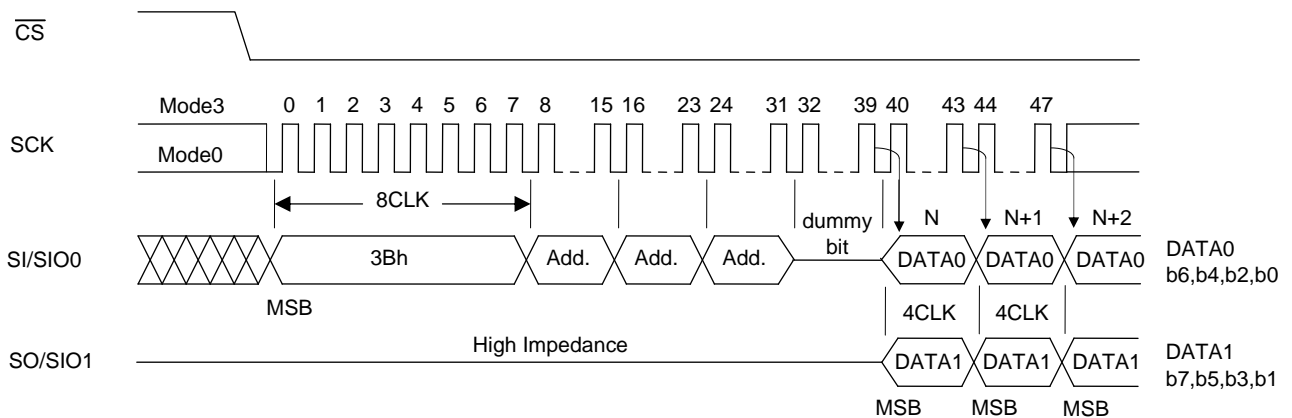 CS
Mode3 0 1 2 3 4 5 6 7 8 15 16 23 24 31 32 39 40 43 44 47
SCK
Mode0
8CLK
dummy
bit
N N+1 N+2
SI/SIO0 3Bh Add. Add. Add. DATA0 DATA0 DATA0
DATA0
b6,b4,b2,b0
MSB
4CLK 4CLK
High Impedance
SO/SIO1 DATA1 DATA1 DATA1
DATA1
b7,b5,b3,b1
MSB MSB MSB